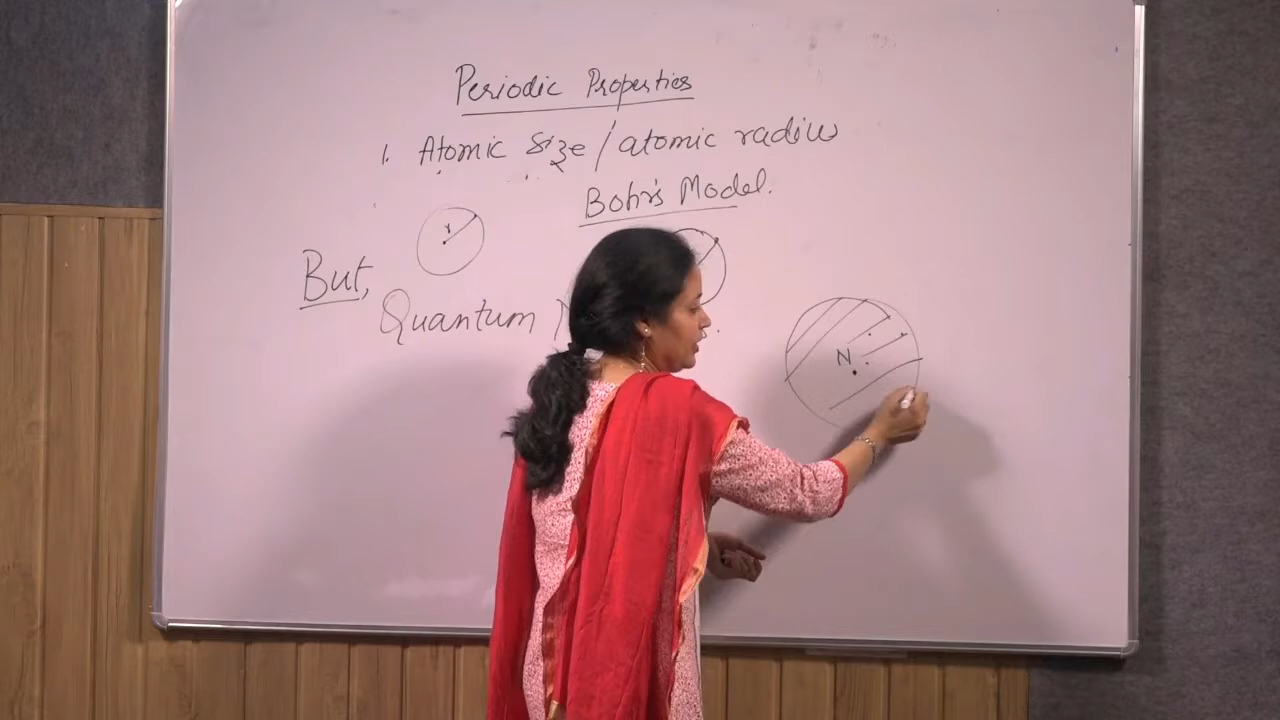 Periodic Properties
1. Atomic Size / atomic radius
Bohr's Model.
r
But,
Quantum
N